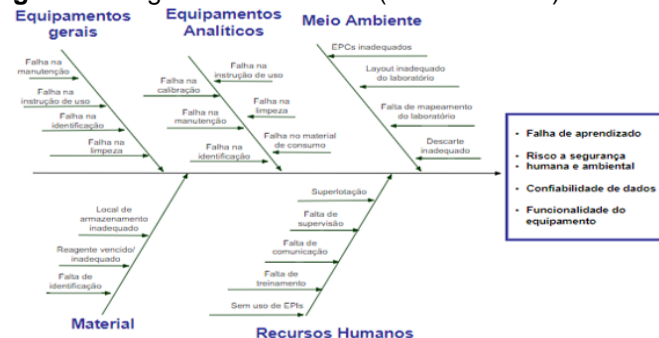 Equipamentos
gerais
Falha na
manutenção
Falha na
instrução de uso
Falha na
identificação
Falha na
limpeza
Equipamentos
Analíticos
Falha na
instrução de uso
Falha na
calibração
Falha na
limpeza
Falha na
manutenção
Falha no material
de consumo
Falha na
identificação
Meio Ambiente
EPCs inadequados
Layout inadequado
do laboratório
Falta de mapeamento
do laboratório
Descarte
inadequado
• Falha de aprizado
• Risco a segurança
• humana e ambiental
• Confiabilidade de dados
• Funcionalidade do
equipamento
Local de
armazenamento
inadequado
Reagente vencido/
inadequado
Falta de
identificação
Material
Superlotação
Falta de
supervisão
Falta de
comunicação
Falta de
treinamento
Sem uso de EPIs
Recursos Humanos